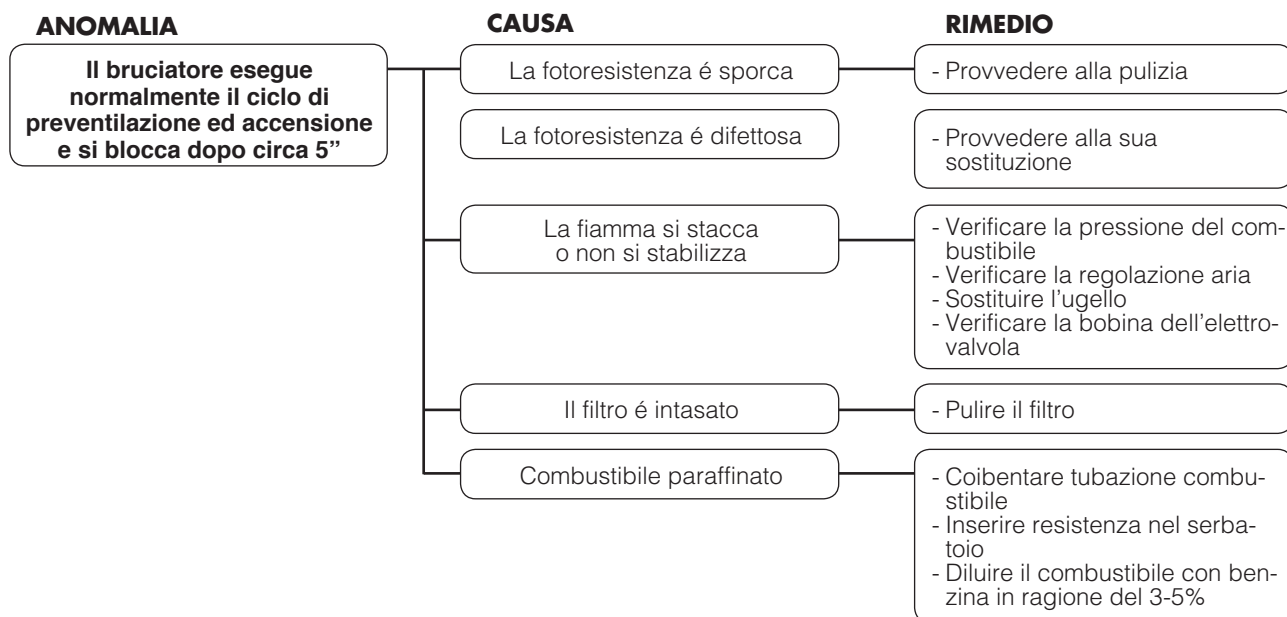 ANOMALIA
CAUSA
RIMEDIO
Il bruciatore esegue
normalmente il ciclo di
preventilazione ed accensione
e si blocca dopo circa 5”
La fotoresistenza é sporca
- Provvedere alla pulizia
La fotoresistenza é difettosa
- Provvedere alla sua
sostituzione
La fiamma si stacca
o non si stabilizza
- Verificare la pressione del com-
bustibile
- Verificare la regolazione aria
- Sostituire l’ugello
- Verificare la bobina dell’elettro-
valvola
Il filtro é intasato
- Pulire il filtro
Combustibile paraffinato
- Coibentare tubazione combu-
stibile
- Inserire resistenza nel serba-
toio
- Diluire il combustibile con ben-
zina in ragione del 3-5%